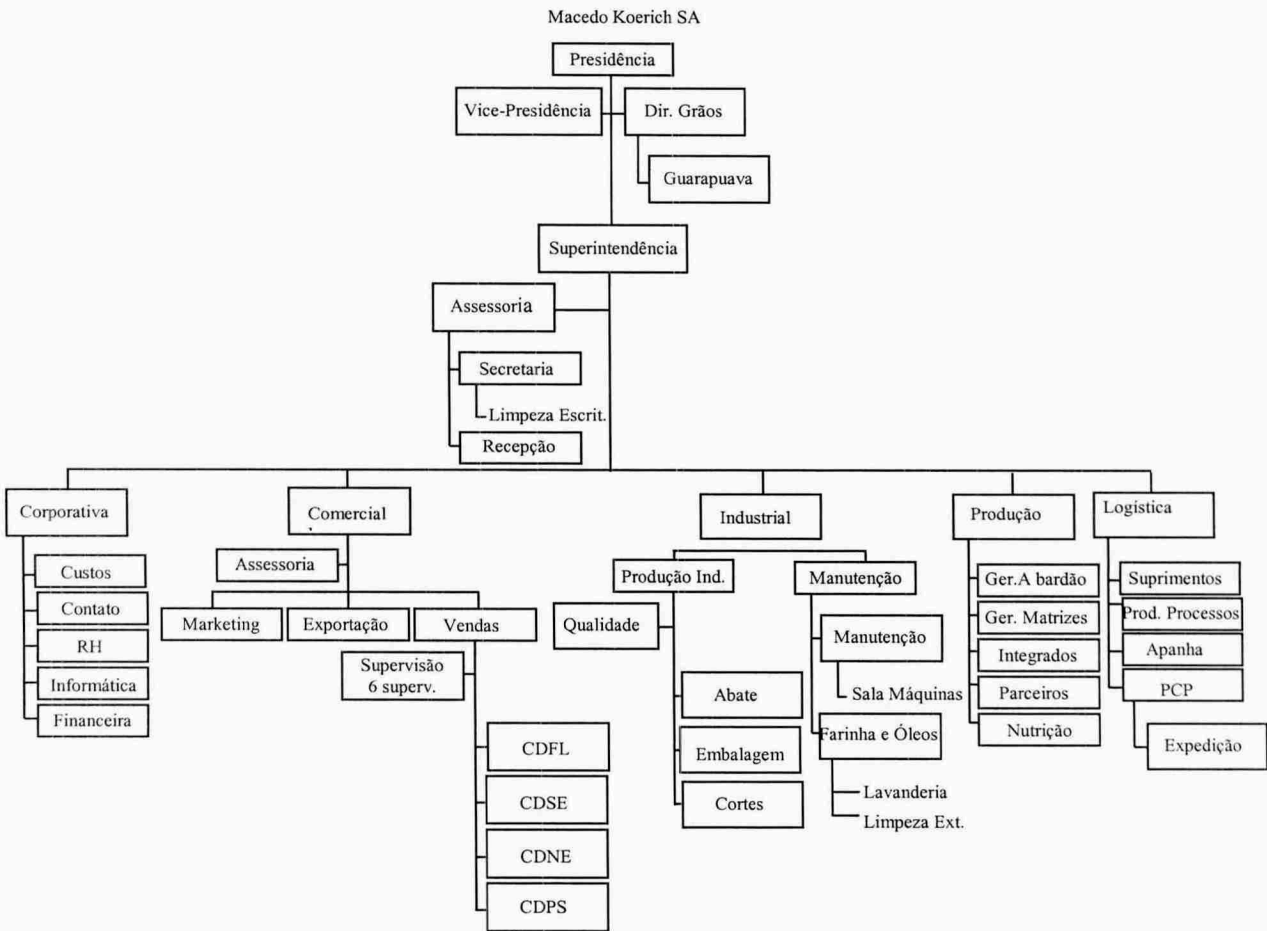 Macedo Koerich SA
Presidência
Vice-Presidência
Dir. Grãos
Guarapuava
Superintendência
Assessoria
Secretaria
Limpeza Escrit.
Recepção
Corporativa
Custos
Contato
RH
Informática
Financeira
Comercial
Assessoria
Marketing
Exportação
Vendas
Supervisão
6 superv.
CDFL
CDSE
CDNE
CDPS
Industrial
Produção Ind.
Qualidade
Abate
Embalagem
Cortes
Manutenção
Manutenção
Sala Máquinas
Farinha e Óleos
Lavanderia
Limpeza Ext.
Produção
Ger.A bardão
Ger. Matrizes
Integrados
Parceiros
Nutrição
Logística
Suprimentos
Prod. Processos
Apanha
PCP
Expedição